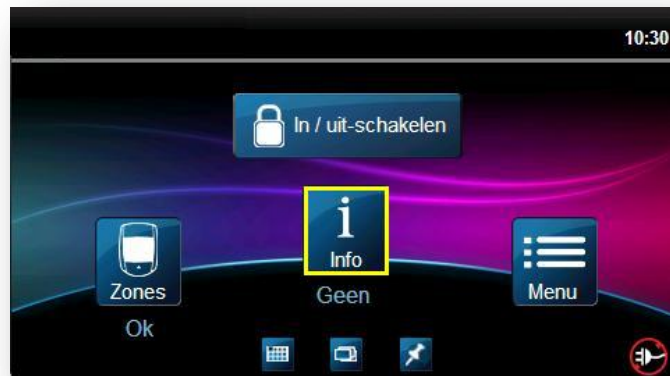 10:30
In / uit-schakelen
i
Info
Zones
Menu
Geen
Ok